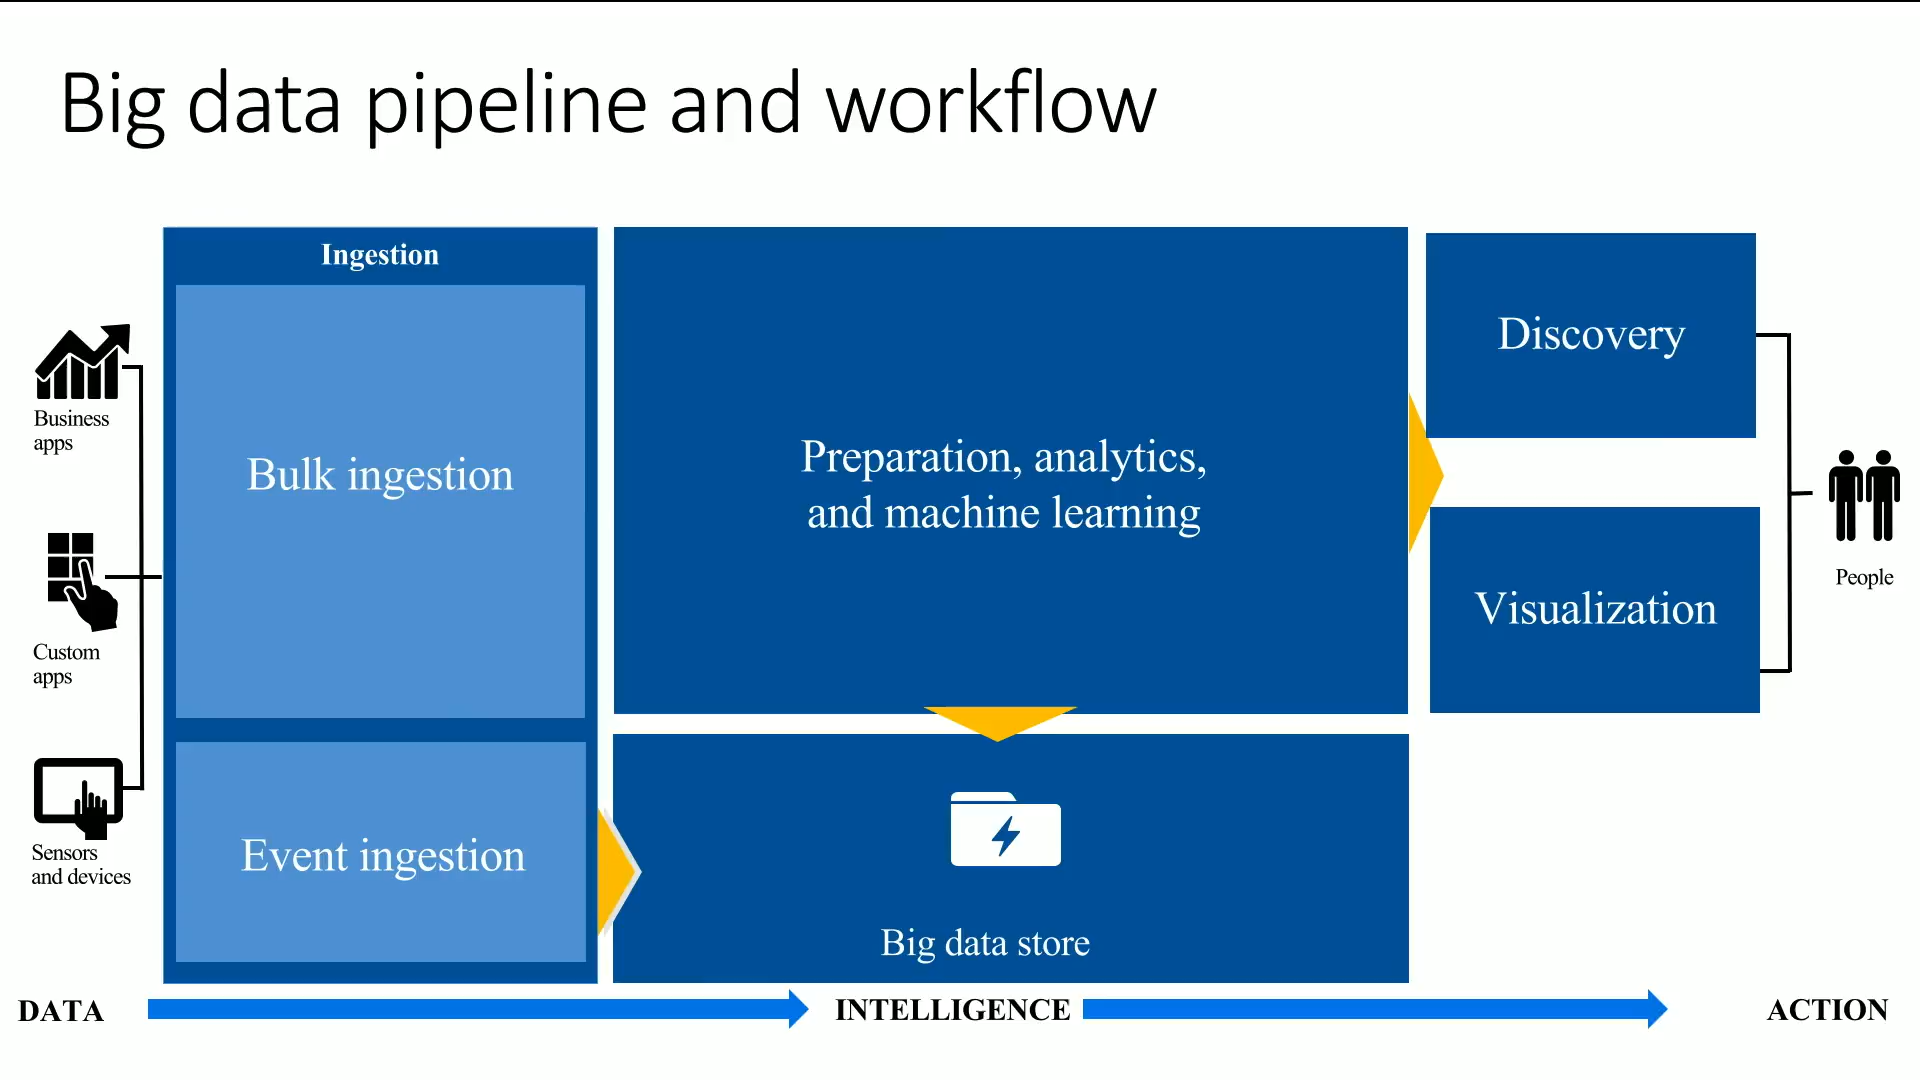 Big data pipeline and workflow
Ingestion
Business
apps
Custom
apps
Sensors
and devices
Bulk ingestion
Event ingestion
Preparation, analytics,
and machine learning
Big data store
Discovery
Visualization
People
DATA
INTELLIGENCE
ACTION